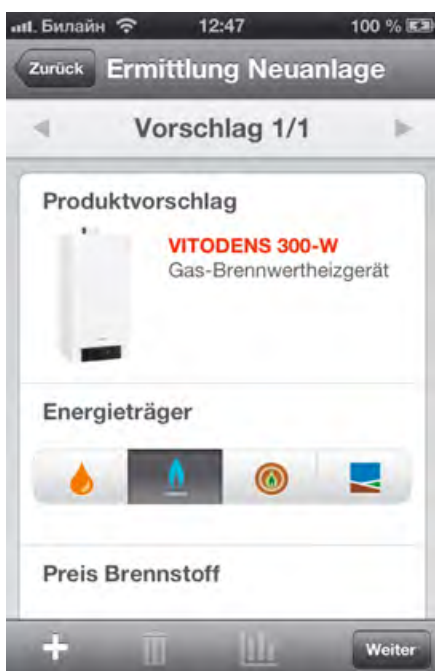 Билайн 12:47 100 %
Zurück Ermittlung Neuanlage
Vorschlag 1/1
Produktvorschlag
VITODENS 300-W
Gas-Brennwertheizgerät
Energieträger
Preis Brennstoff
Weiter